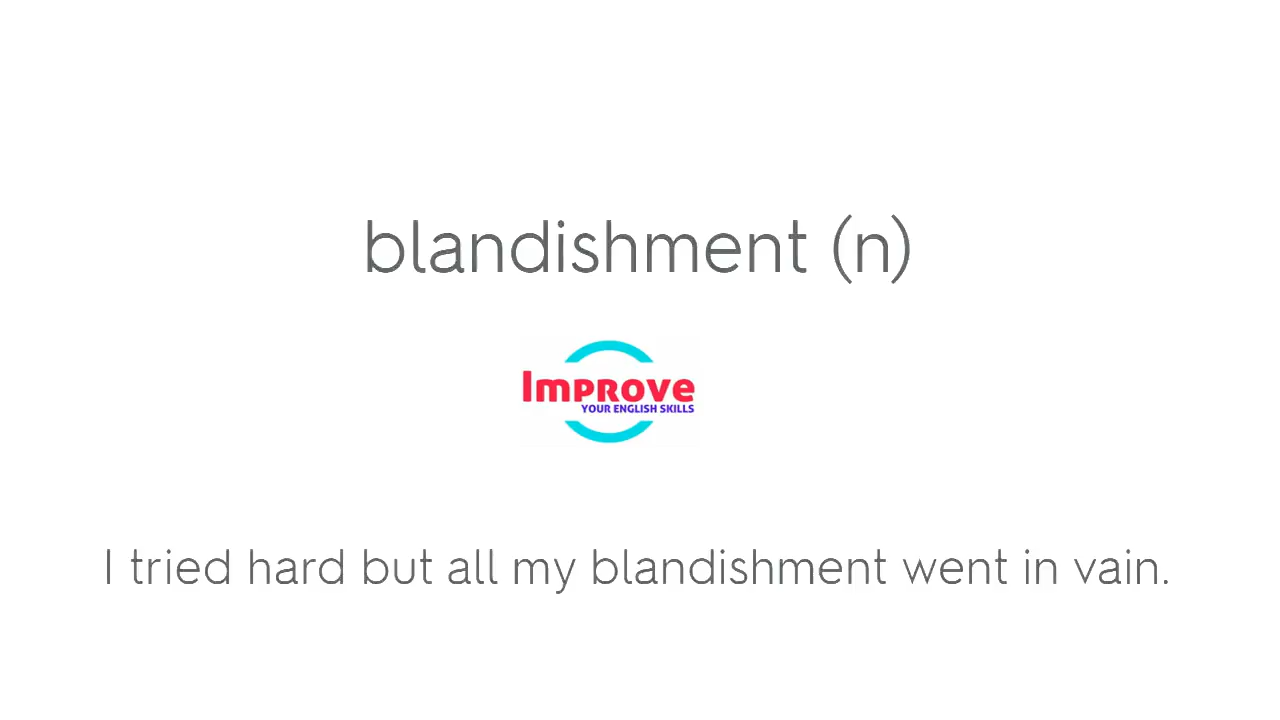 blandishment (n)
Improve
YOUR ENGLISH SKILLS
I tried hard but all my blandishment went in vain.